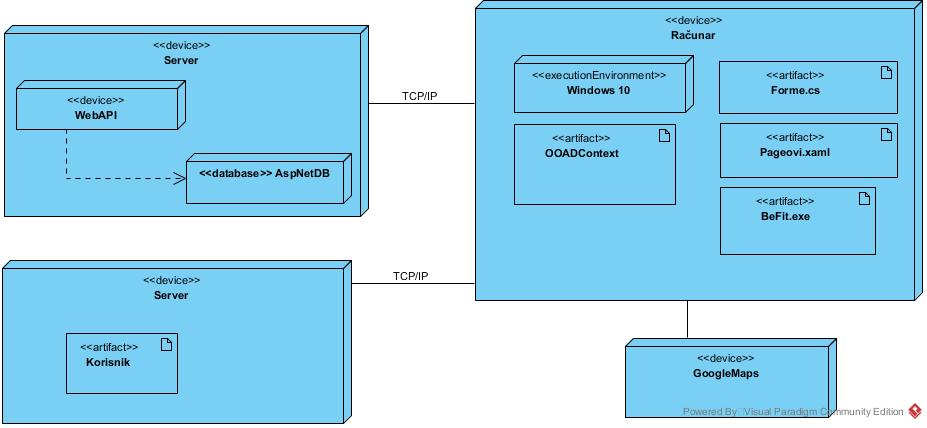 <<device>>
Server
<<device>>
WebAPI
<<database>> AspNetDB
TCP/IP
<<device>>
Računar
<<executionEnvironment>>
Windows 10
<<artifact>>
OOADContext
<<artifact>>
Forme.cs
<<artifact>>
Pageovi.xaml
<<artifact>>
BeFit.exe
<<device>>
Server
<<artifact>>
Korisnik
TCP/IP
<<device>>
GoogleMaps
Powered By Visual Paradigm Community Edition